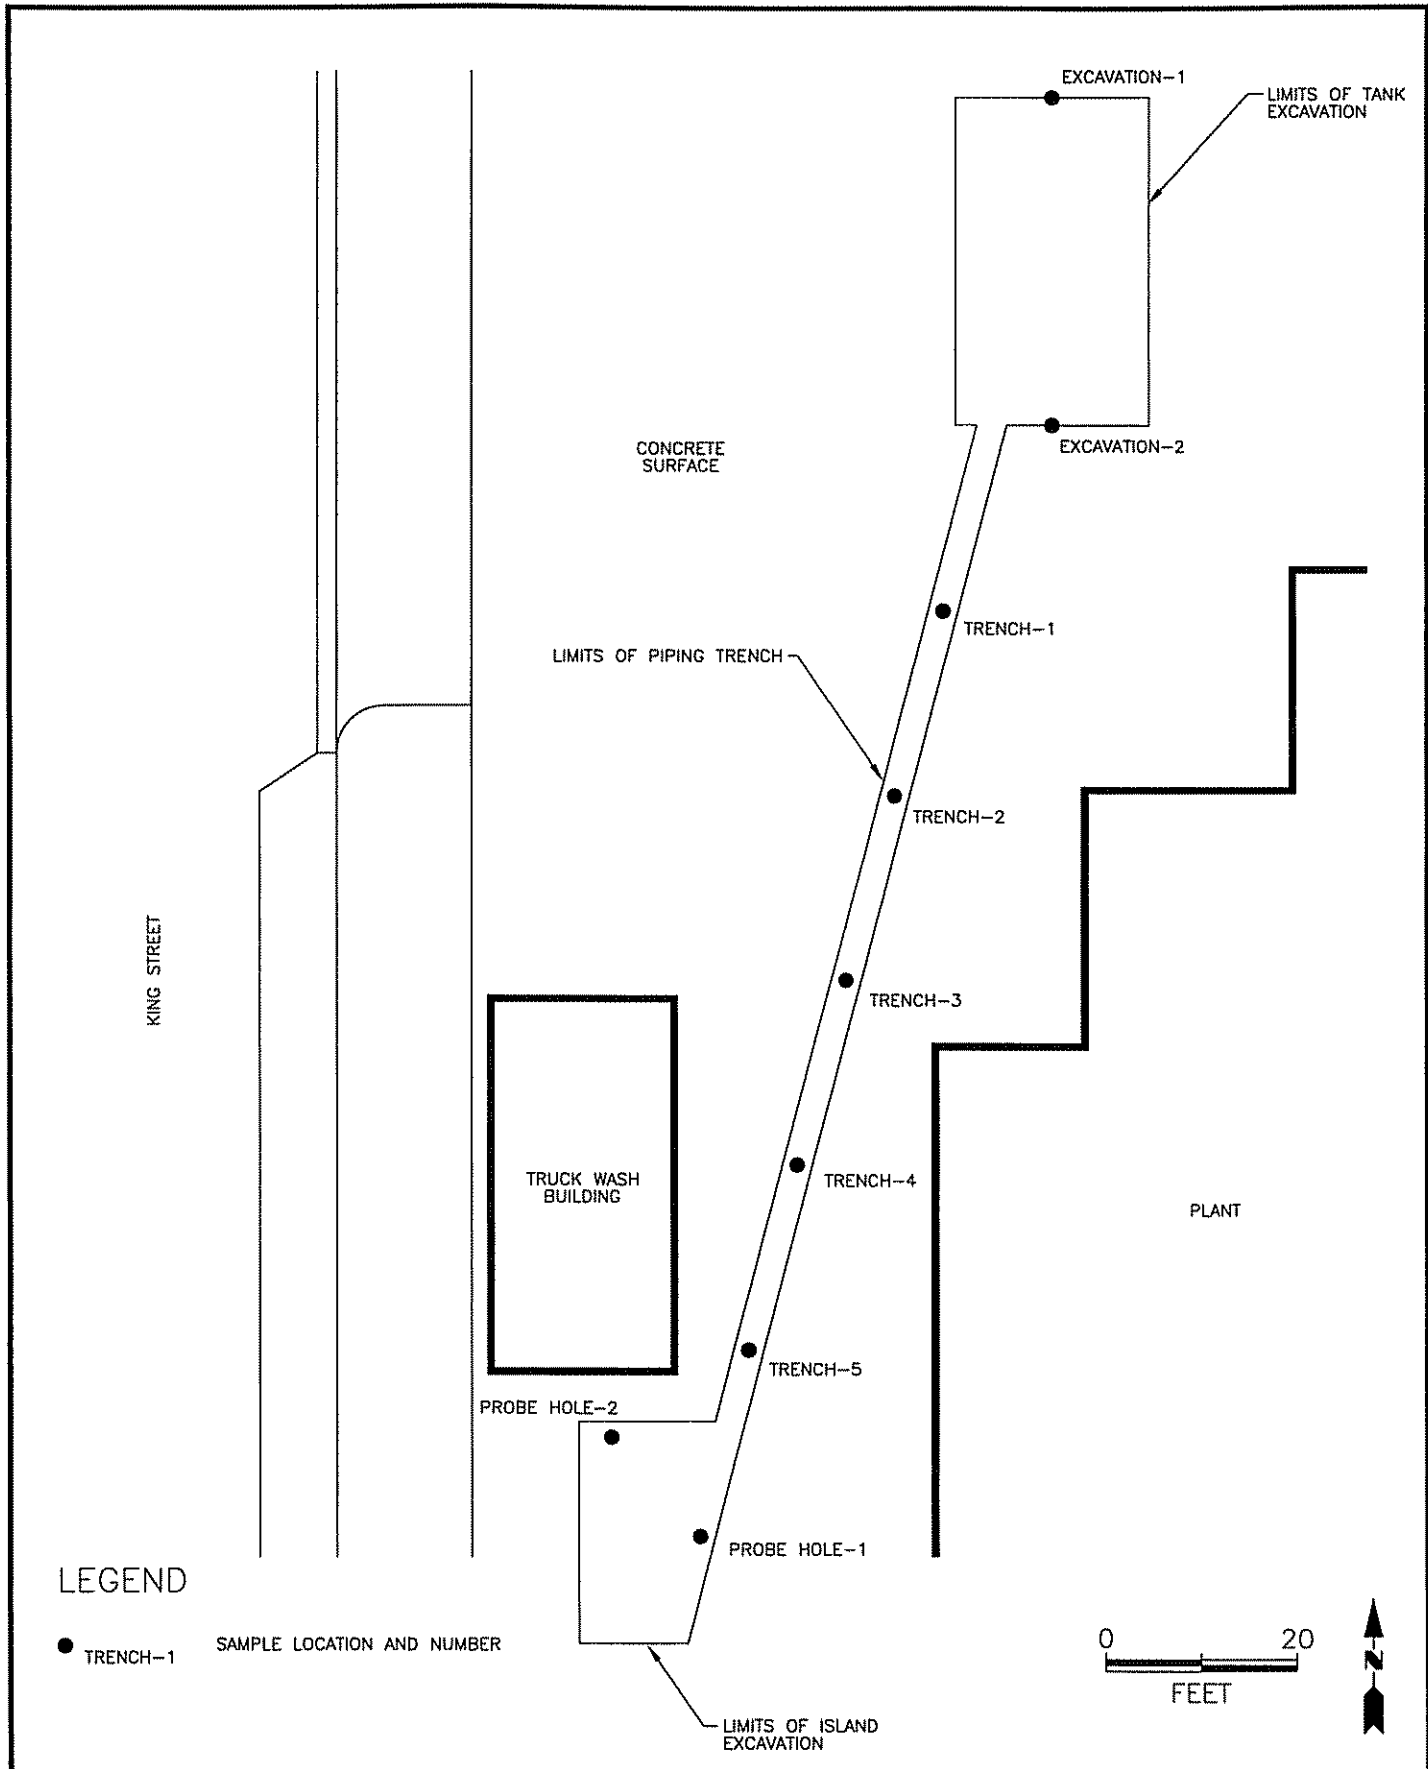 EXCAVATION-1
LIMITS OF TANK
EXCAVATION
CONCRETE
SURFACE
EXCAVATION-2
TRENCH-1
LIMITS OF PIPING TRENCH
TRENCH-2
KING STREET
TRENCH-3
TRUCK WASH
BUILDING
TRENCH-4
PLANT
TRENCH-5
PROBE HOLE-2
PROBE HOLE-1
LEGEND
TRENCH-1
SAMPLE LOCATION AND NUMBER
0
20
FEET
N
LIMITS OF ISLAND
EXCAVATION